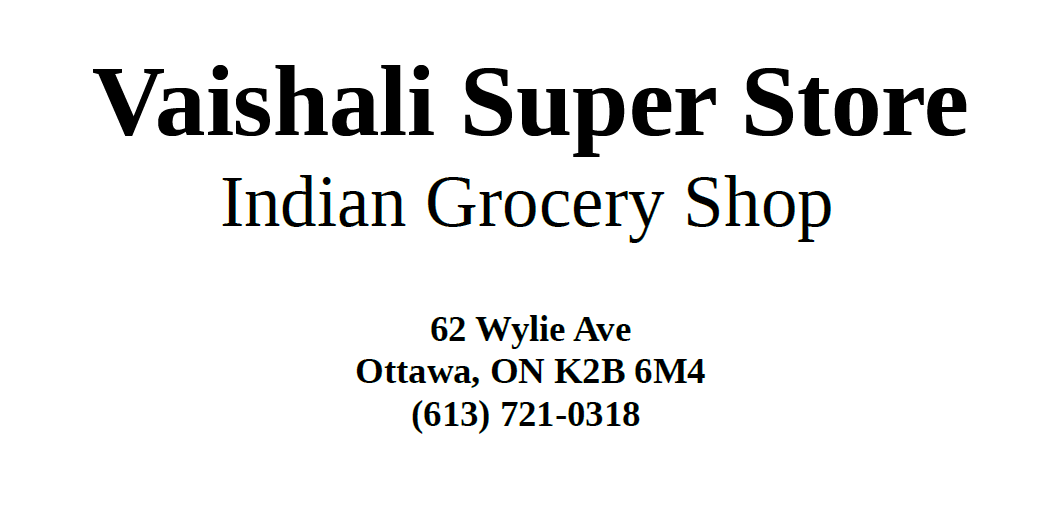 Vaishali Super Store
Indian Grocery Shop
62 Wylie Ave
Ottawa, ON K2B 6M4
(613) 721-0318